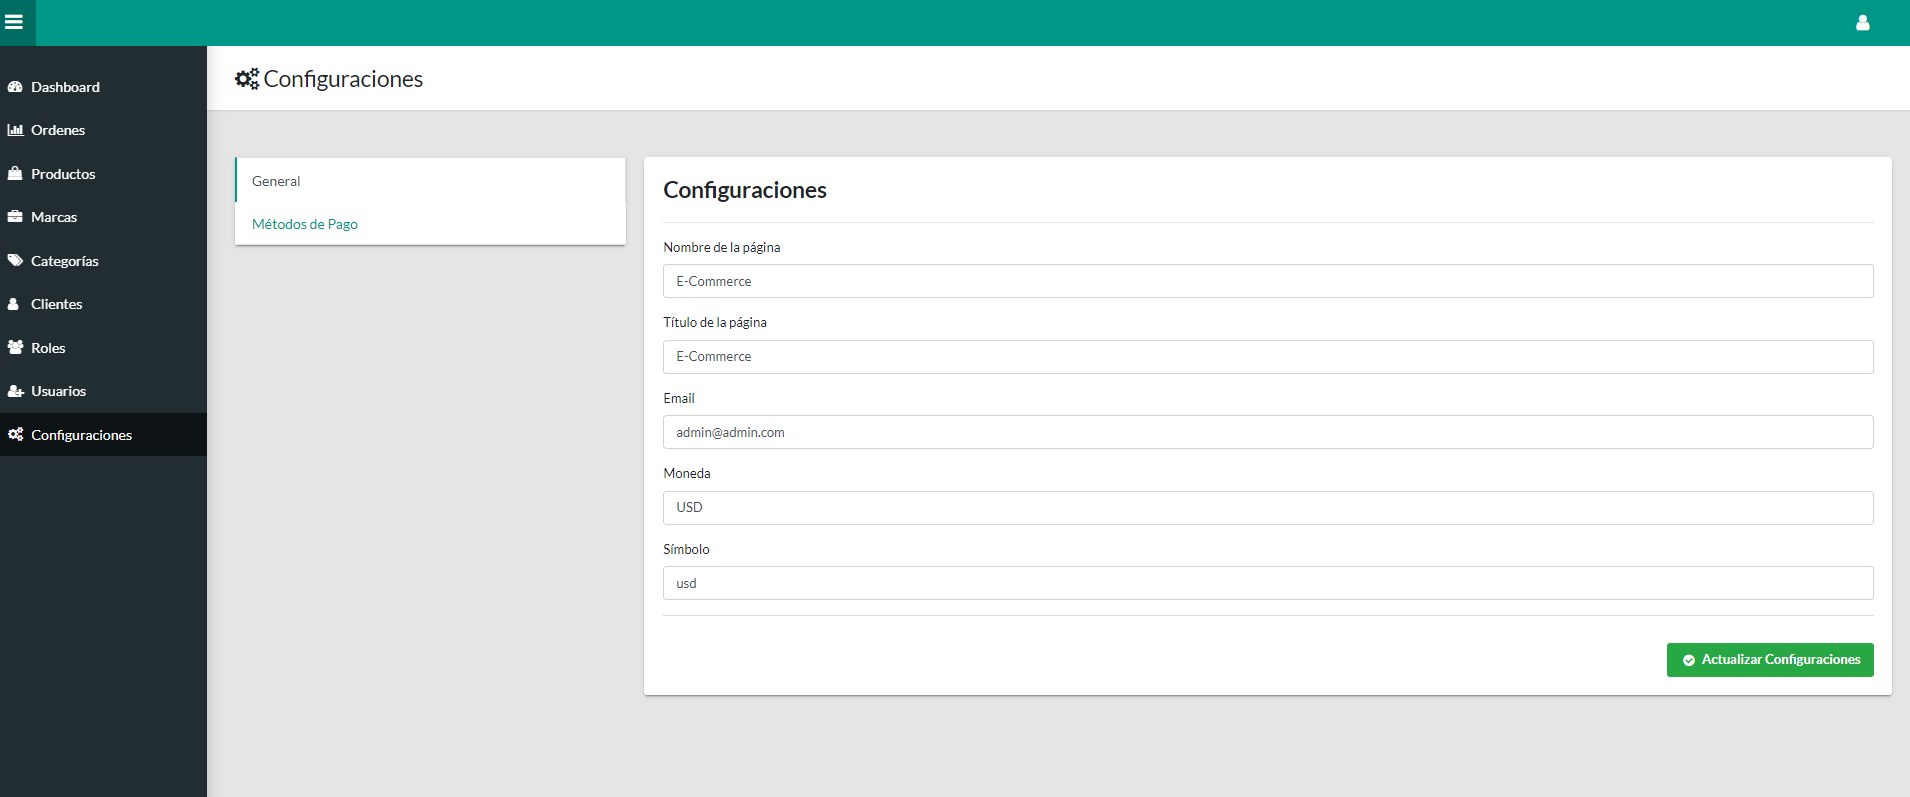 Configuraciones
Dashboard
Ordenes
Productos
Marcas
Categorías
Clientes
Roles
Usuarios
Configuraciones
General
Métodos de Pago
Configuraciones
Nombre de la página
E-Commerce
Título de la página
E-Commerce
Email
admin@admin.com
Moneda
USD
Símbolo
usd
Actualizar Configuraciones